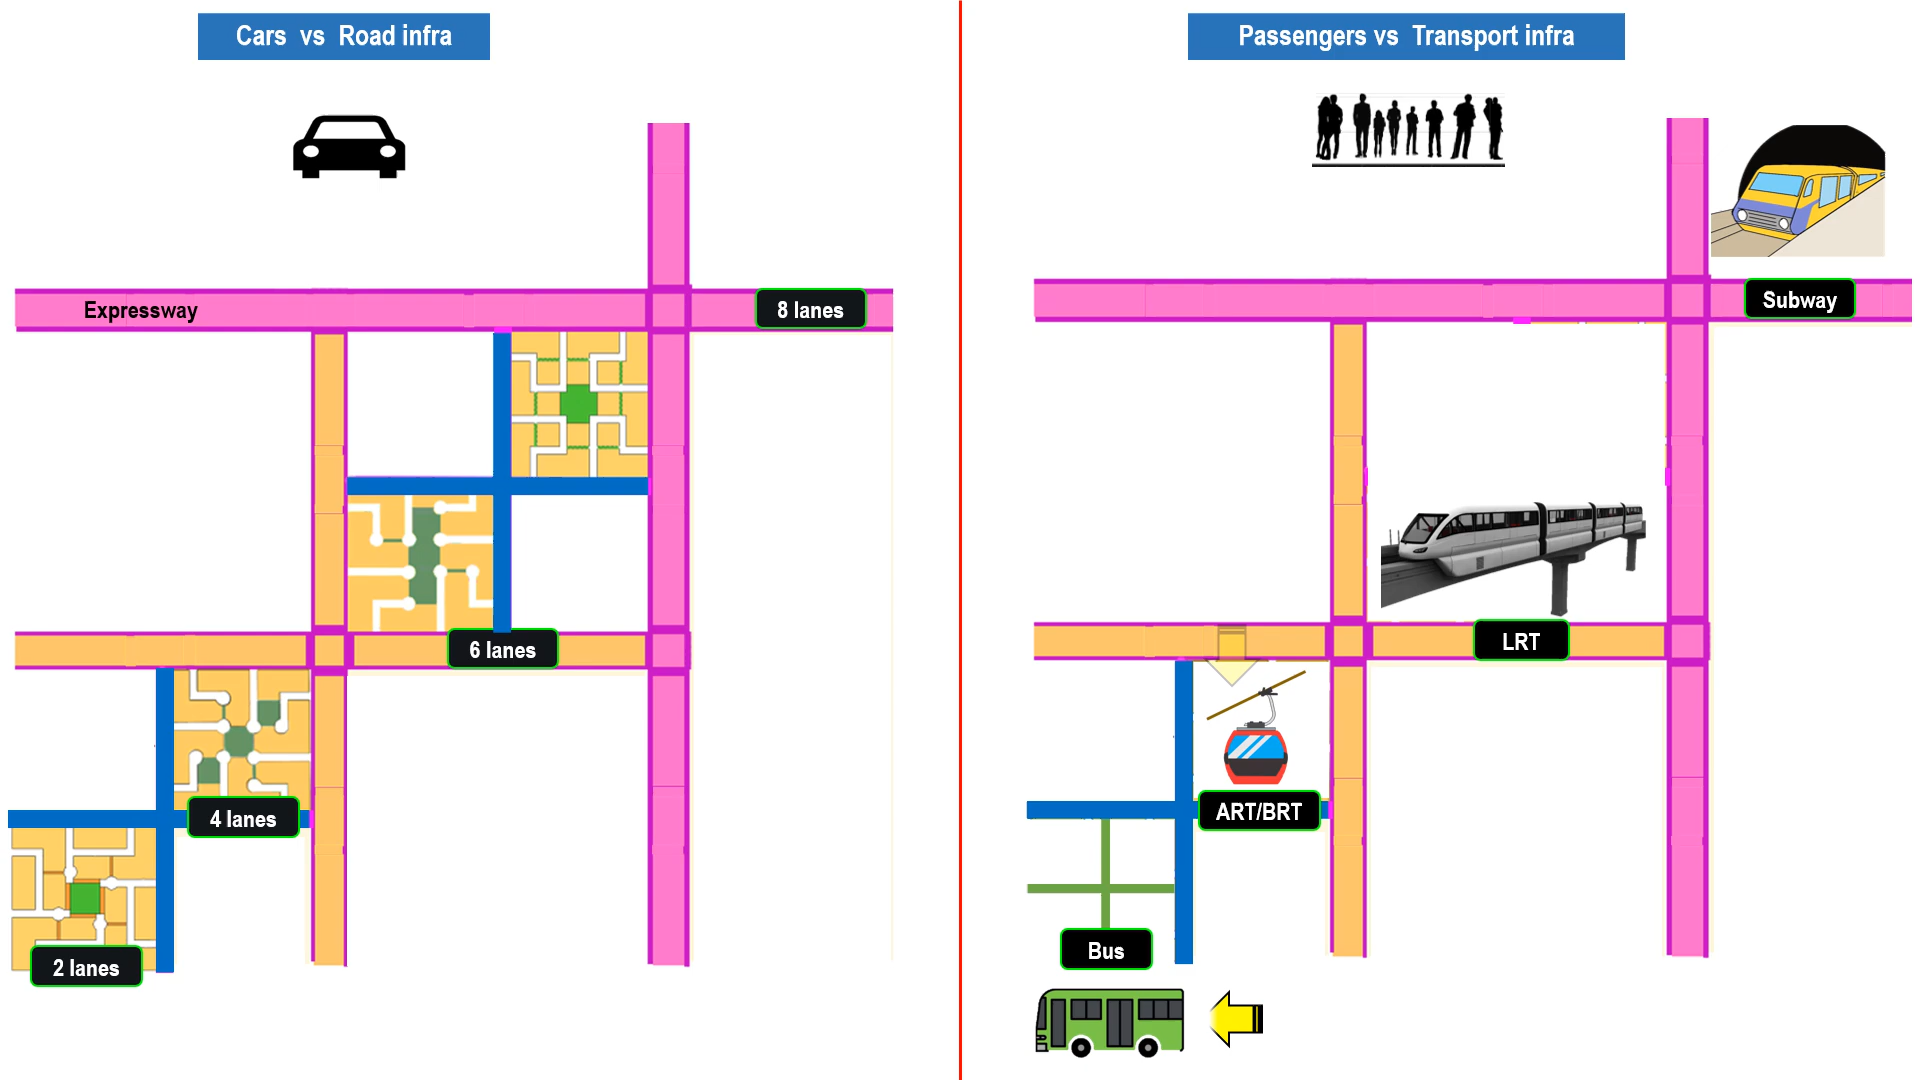 Cars vs Road infra
Expressway
8 lanes
6 lanes
4 lanes
2 lanes
Passengers vs Transport infra
Subway
LRT
ART/BRT
Bus